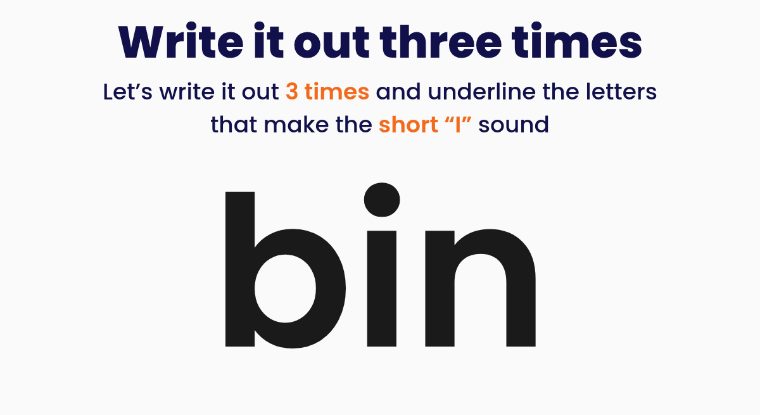 Write it out three times
Let’s write it out 3 times and underline the letters
that make the short “I” sound
bin